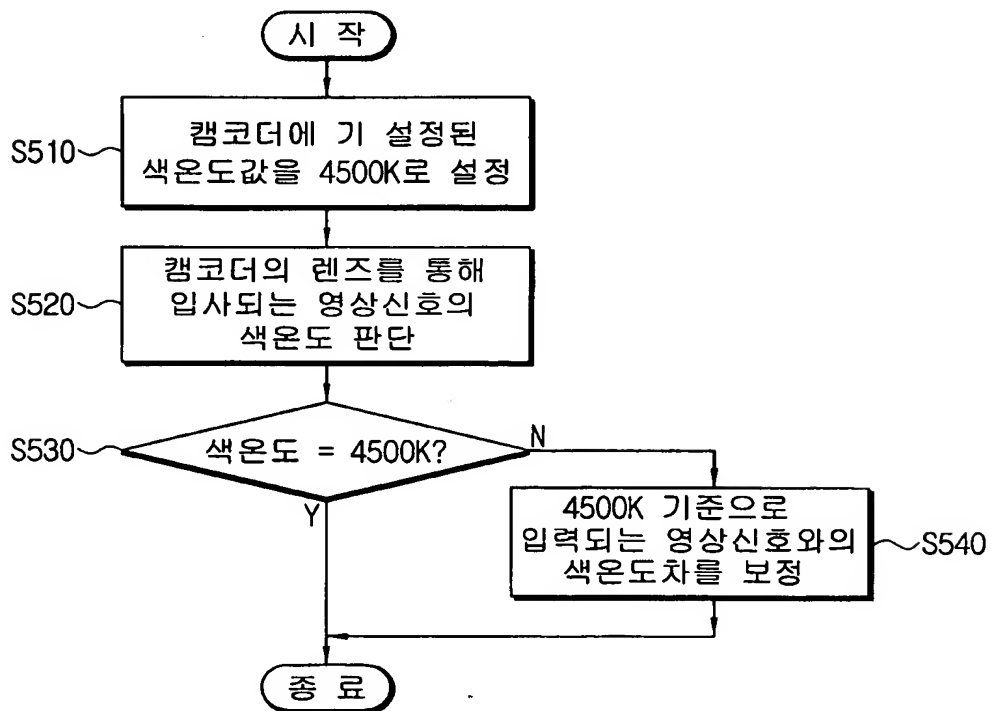 시 작
S510
캠코더에 기 설정된
색온도값을 4500K로 설정
S520
캠코더의 렌즈를 통해
입사되는 영상신호의
색온도 판단
S530
색온도 = 4500K?
N
Y
4500K 기준으로
입력되는 영상신호와의
색온도차를 보정
S540
종 료